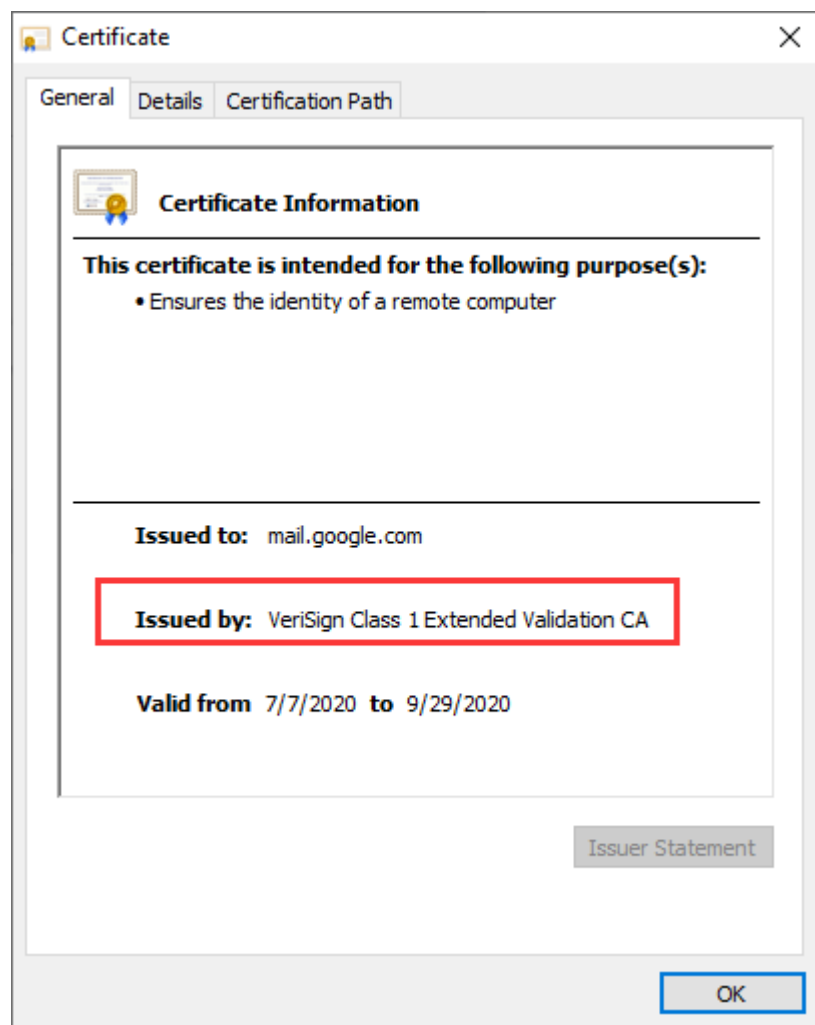 Certificate
General
Details
Certification Path
Certificate Information
This certificate is intended for the following purpose(s):
• Ensures the identity of a remote computer
Issued to: mail.google.com
Issued by: VeriSign Class 1 Extended Validation CA
Valid from 7/7/2020 to 9/29/2020
Issuer Statement
OK